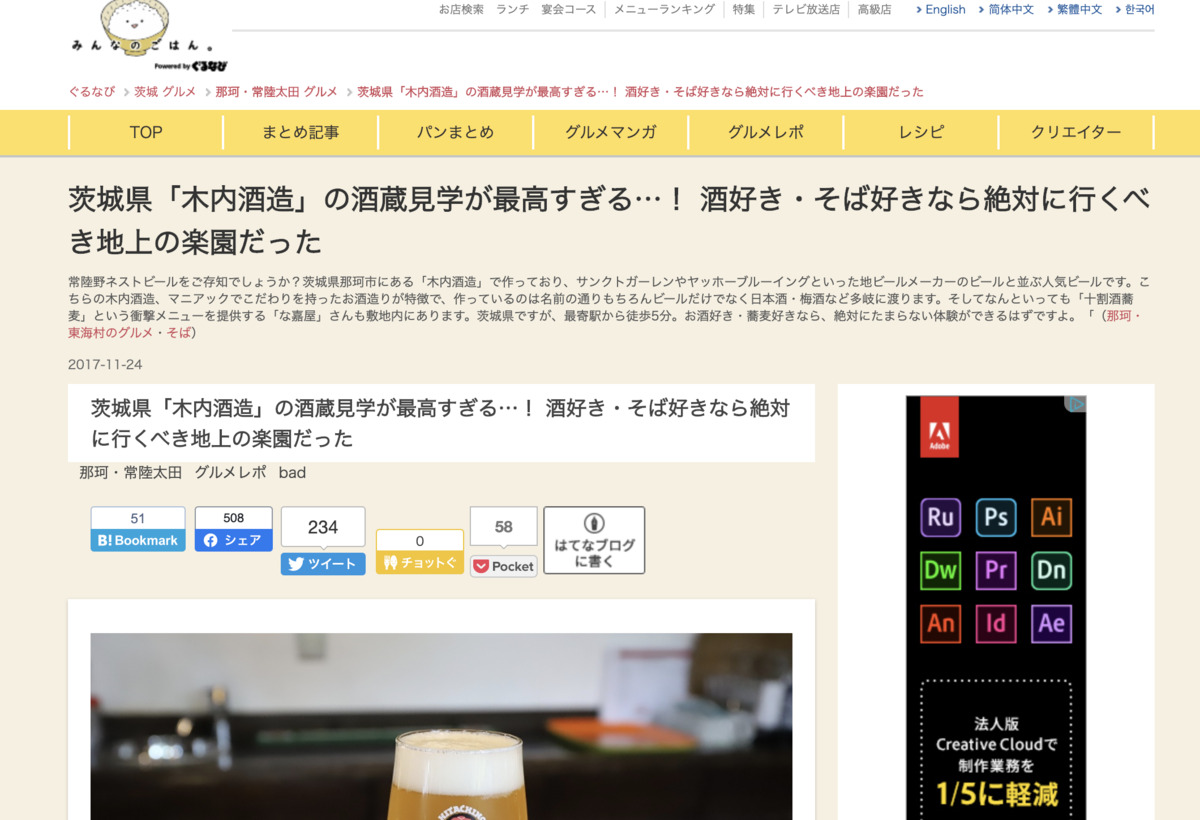 お店検索 ランチ 宴会コース メニューランキング 特集 テレビ放送店 高級店 English 简体中文 繁體中文 한국어
みんなのごはん。
Powered by ぐるなび
ぐるなび 茨城 グルメ 那珂・常陸太田 グルメ 茨城県「木内酒造」の酒蔵見学が最高すぎる…！ 酒好き・そば好きなら絶対に行くべき地上の楽園だった
TOP まとめ記事 パンまとめ グルメマンガ グルメレポ レシピ クリエイター
茨城県「木内酒造」の酒蔵見学が最高すぎる…！ 酒好き・そば好きなら絶対に行くべ
き地上の楽園だった
常陸野ネストビールをご存知でしょうか？茨城県那珂市にある「木内酒造」で作っており、サンクトガーレンやヤッホーブルーイングといった地ビールメーカーのビールと並ぶ人気ビールです。こ
ちらの木内酒造、マニアックでこだわりを持ったお酒造りが特徴で、作っているのは名前の通りもちろんビールだけでなく日本酒・梅酒など多岐に渡ります。そしてなんといっても「十割酒蕎
麦」という衝撃メニューを提供する「な嘉屋」さんも敷地内にあります。茨城県ですが、最寄駅から徒歩5分。お酒好き・蕎麦好きなら、絶対にたまらない体験ができるはずですよ。「（那珂・
東海村のグルメ・そば）
2017-11-24
茨城県「木内酒造」の酒蔵見学が最高すぎる…！ 酒好き・そば好きなら絶対
に行くべき地上の楽園だった
那珂・常陸太田 グルメレポ bad
51
B! Bookmark
508
シェア
234
ツイート
0
チョットぐ
58
Pocket
はてなブログ
に書く
HITACHINO
Adobe
Ru Ps Ai
Dw Pr Dn
An Id Ae
法人版
Creative Cloudで
制作業務を
1/5に軽減